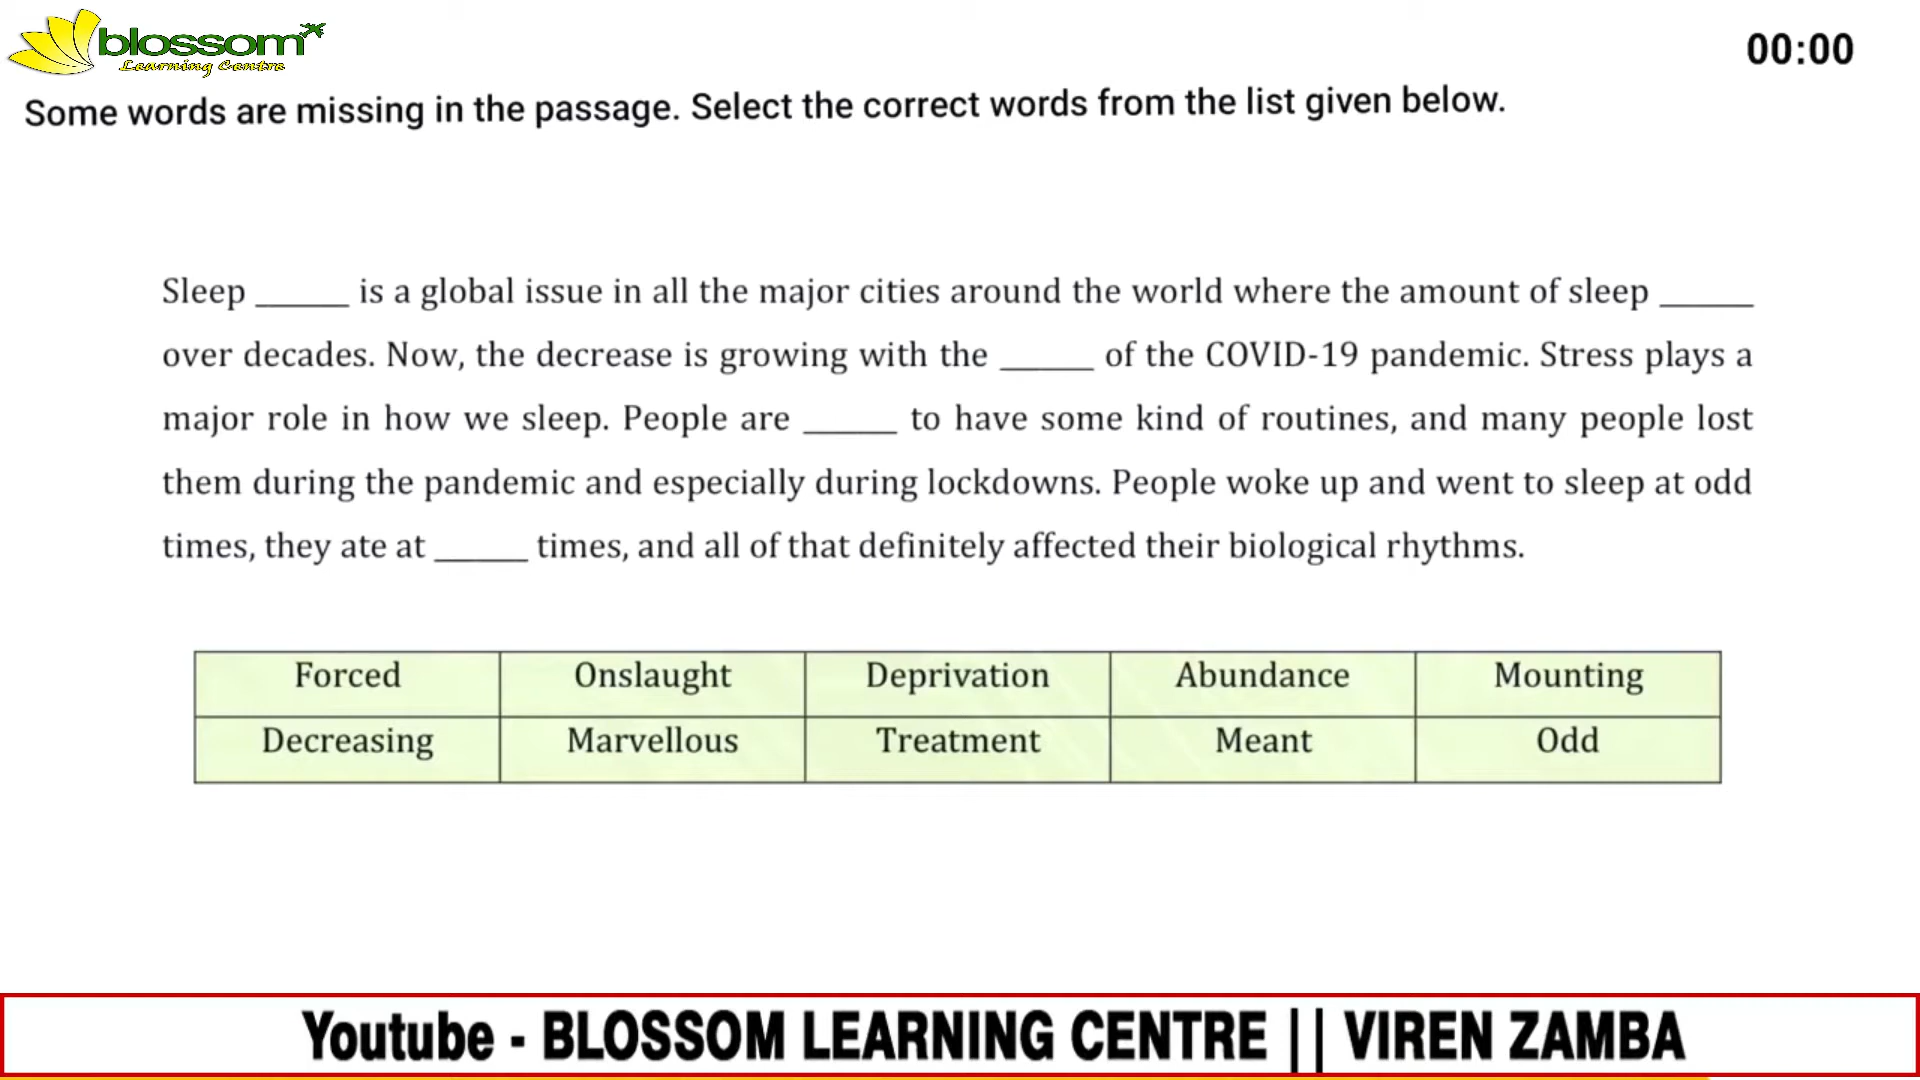 blossom
Learning Centre
00:00
Some words are missing in the passage. Select the correct words from the list given below.
Sleep ______ is a global issue in all the major cities around the world where the amount of sleep ______
over decades. Now, the decrease is growing with the ______ of the COVID-19 pandemic. Stress plays a
major role in how we sleep. People are ______ to have some kind of routines, and many people lost
them during the pandemic and especially during lockdowns. People woke up and went to sleep at odd
times, they ate at ______ times, and all of that definitely affected their biological rhythms.
Forced Onslaught Deprivation Abundance Mounting
Decreasing Marvellous Treatment Meant Odd
Youtube - BLOSSOM LEARNING CENTRE || VIREN ZAMBA